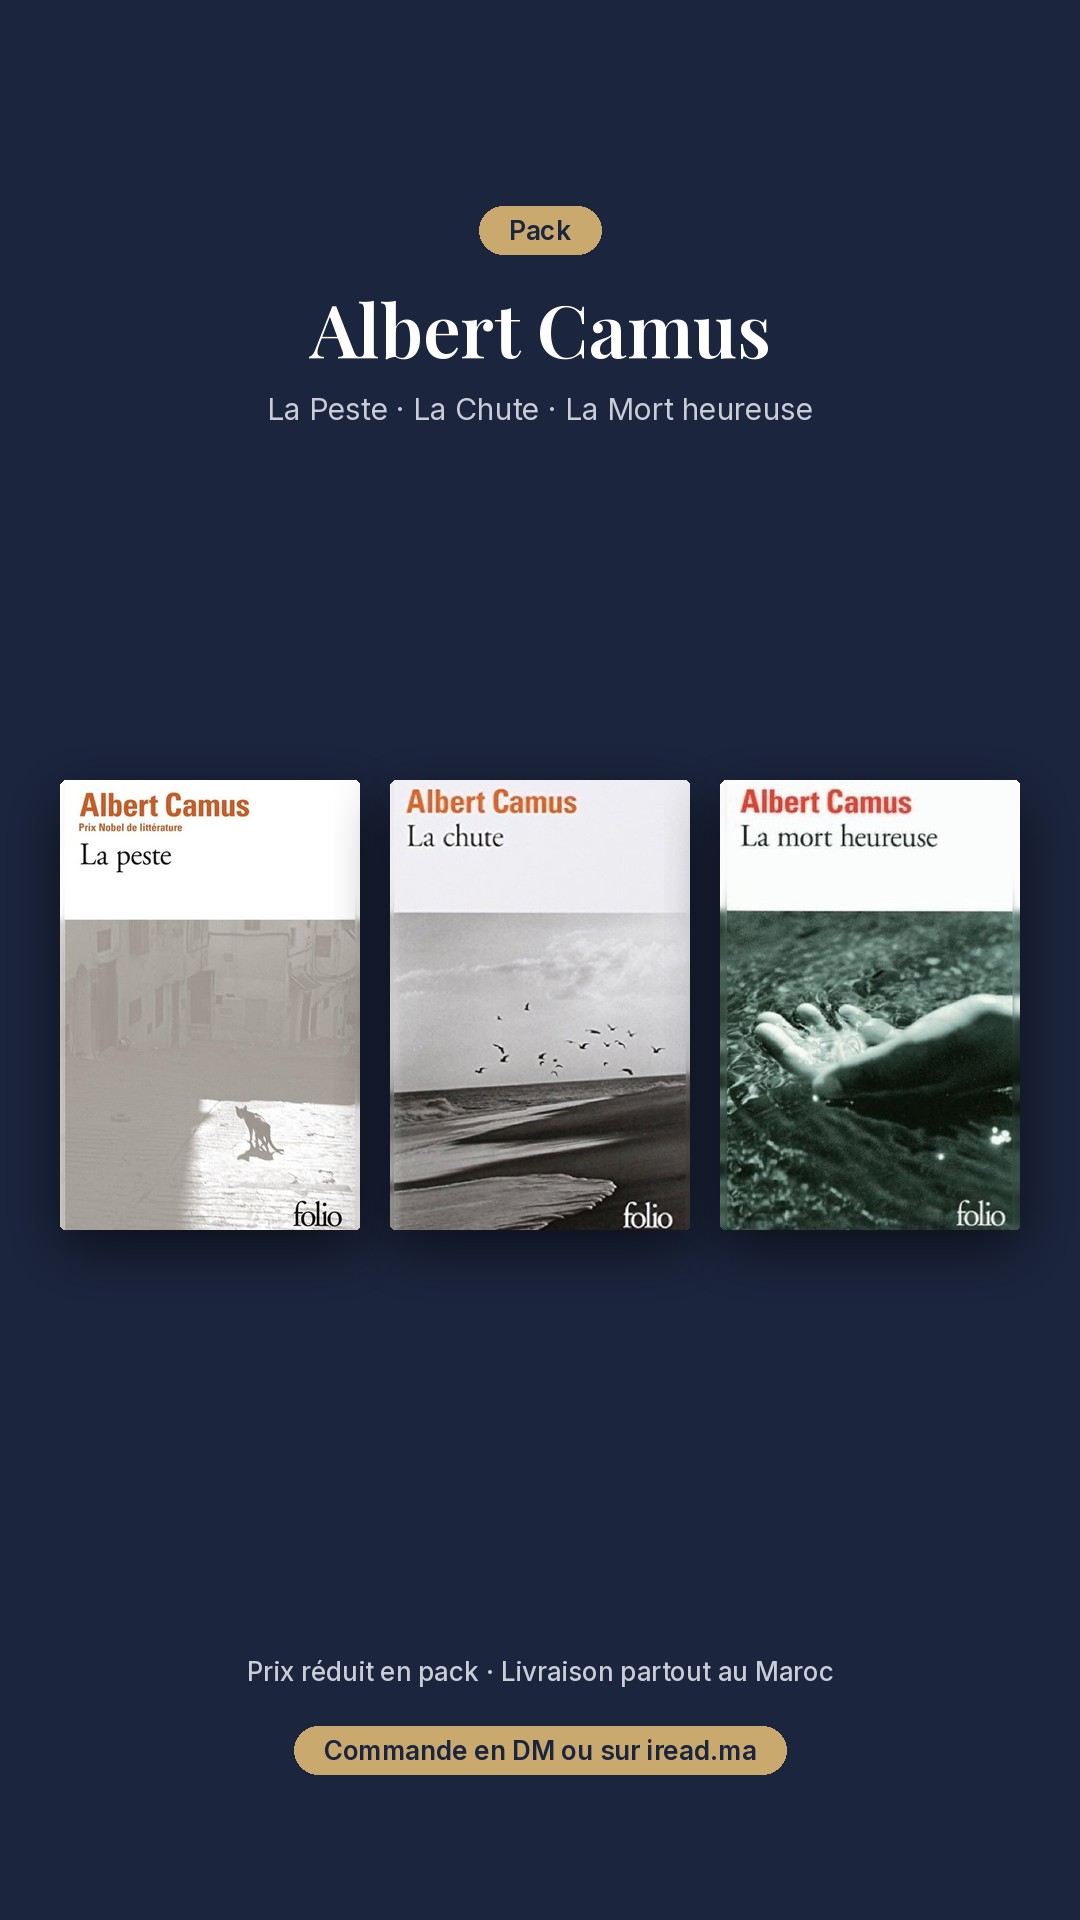 Pack
Albert Camus
La Peste · La Chute · La Mort heureuse
Albert Camus
Prix Nobel de littérature
La peste
folio
Albert Camus
La chute
folio
Albert Camus
La mort heureuse
folio
Prix réduit en pack · Livraison partout au Maroc
Commande en DM ou sur iread.ma